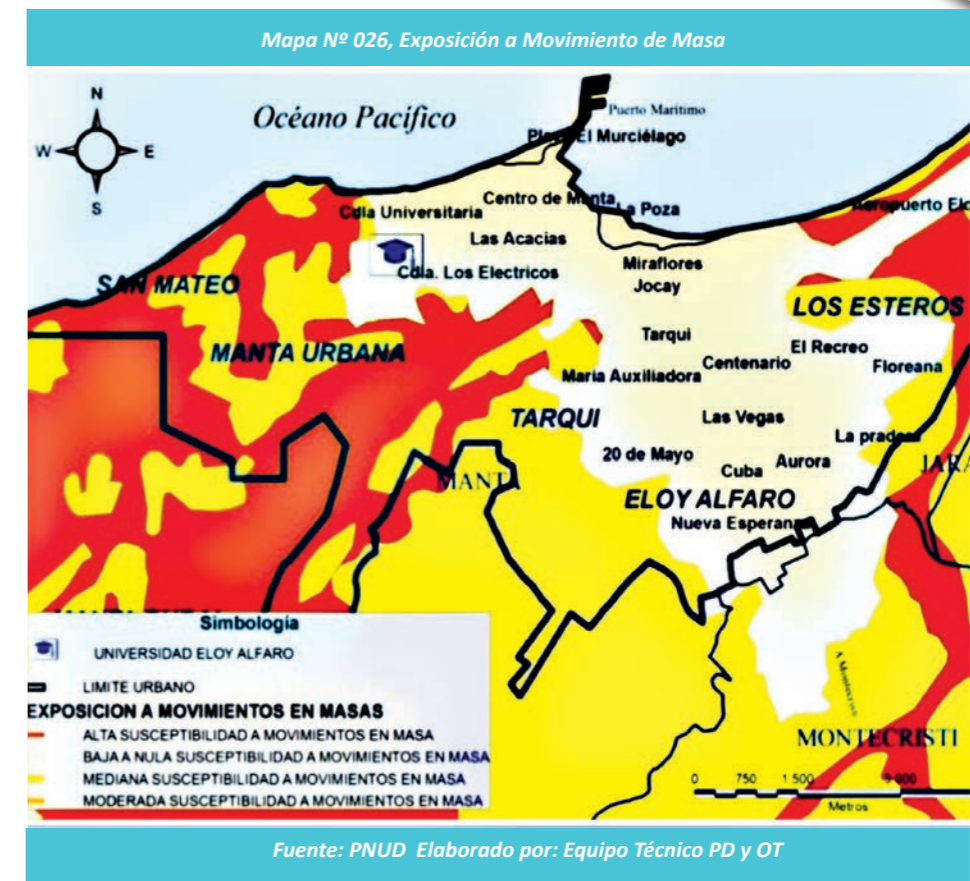 Mapa Nº 026, Exposición a Movimiento de Masa
N
Océano Pacífico
Puerto Maritimo
W
E
El Murciélago
S
Centro de Manta
La Poza
Cdla Universitaria
Aeropuerto Elo
Las Acacias
Cdla. Los Electricos
Miraflores
Jocay
SAN MATEO
LOS ESTEROS
Tarqui
El Recreo
MANTA URBANA
Centenario
Floreana
Maria Auxiliadora
TARQUI
Las Vegas
La pradera
20 de Mayo
Aurora
Cuba
JARA
MANTA
ELOY ALFARO
Nueva Esperanza
Simbología
UNIVERSIDAD ELOY ALFARO
LIMITE URBANO
EXPOSICION A MOVIMIENTOS EN MASAS
ALTA SUSCEPTIBILIDAD A MOVIMIENTOS EN MASA
BAJA A NULA SUSCEPTIBILIDAD A MOVIMIENTOS EN MASA
MEDIANA SUSCEPTIBILIDAD A MOVIMIENTOS EN MASA
MODERADA SUSCEPTIBILIDAD A MOVIMIENTOS EN MASA
A Montecristi
MONTECRISTI
0 750 1 500 3 000
Metros
Fuente: PNUD Elaborado por: Equipo Técnico PD y OT